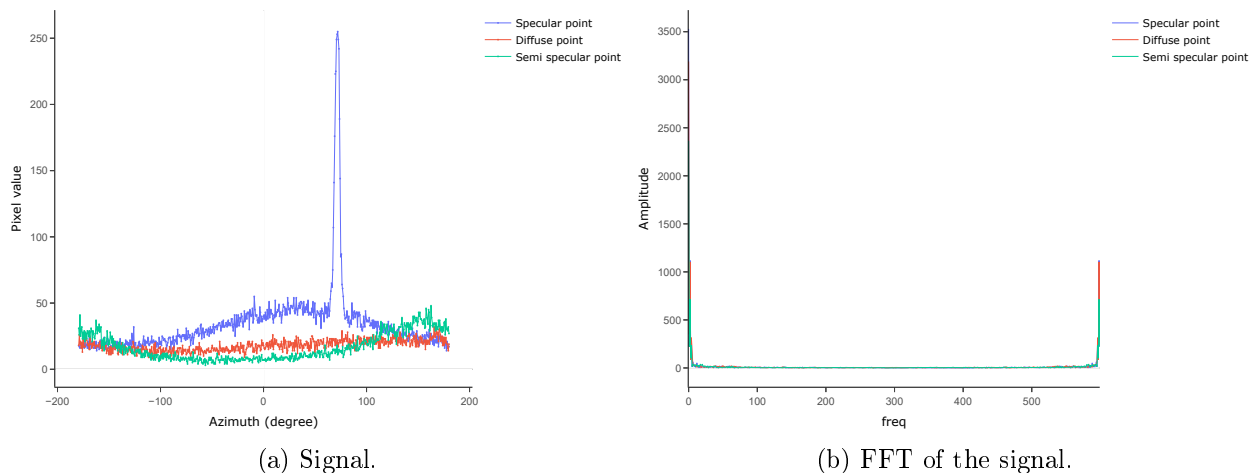 Specular point
Diffuse point
Semi specular point
250
200
150
100
50
0
Pixel value
−200
−100
0
100
200
Azimuth (degree)
(a) Signal.
Specular point
Diffuse point
Semi specular point
3500
3000
2500
2000
1500
1000
500
0
Amplitude
0
100
200
300
400
500
freq
(b) FFT of the signal.